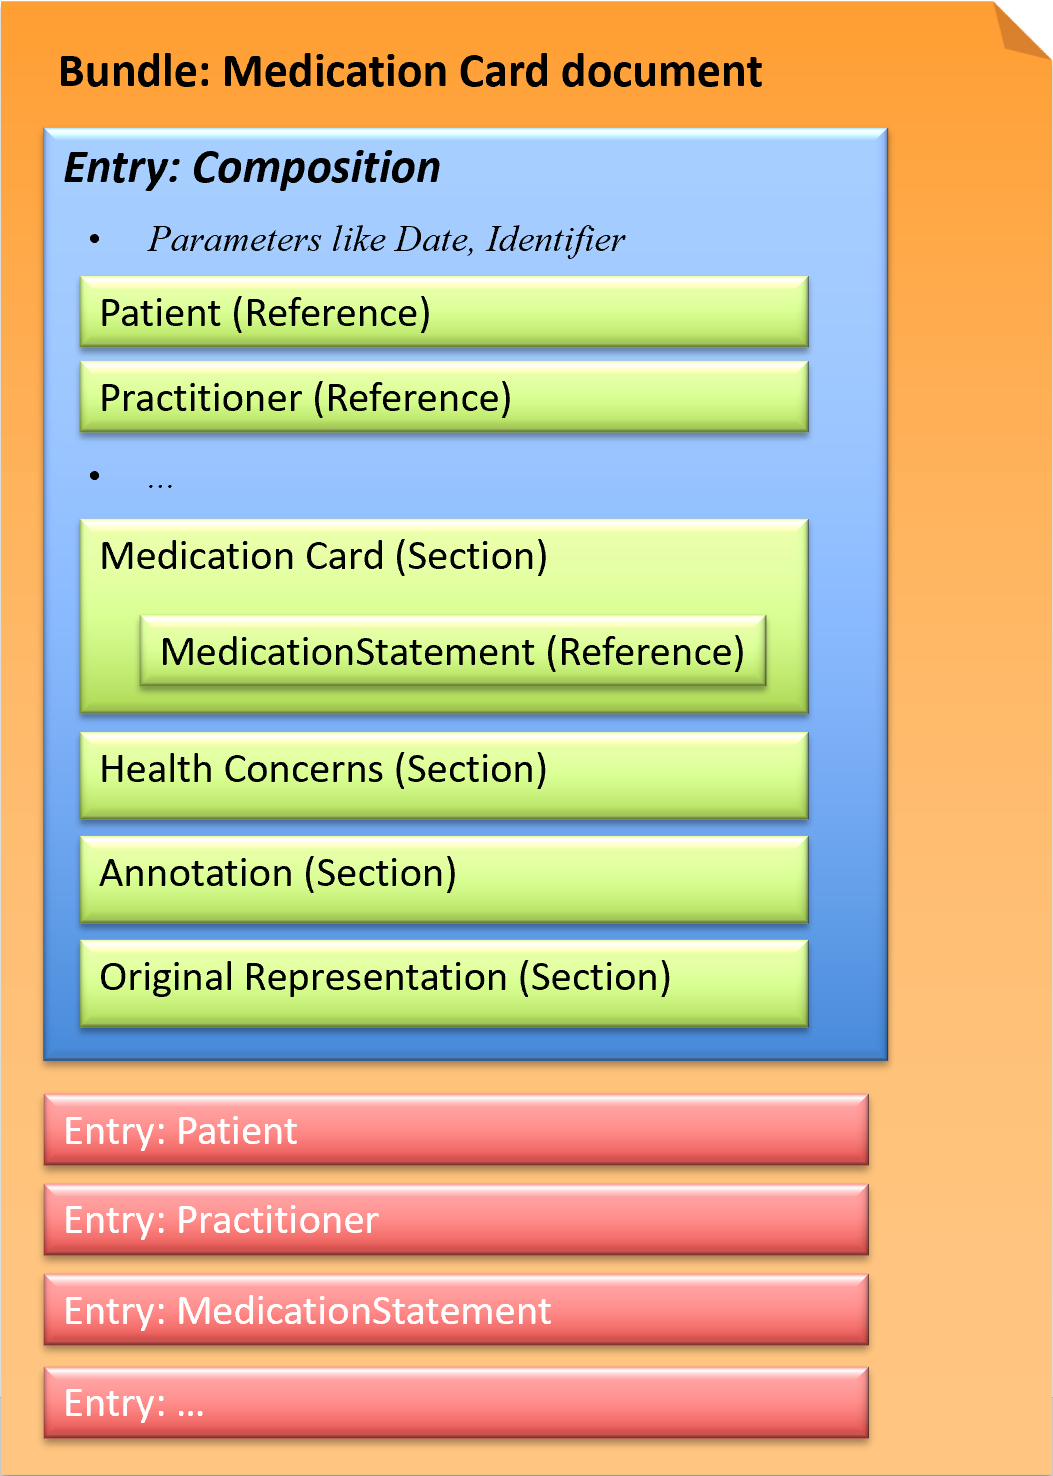 Bundle: Medication Card document
Entry: Composition
• Parameters like Date, Identifier
Patient (Reference)
Practitioner (Reference)
• ...
Medication Card (Section)
MedicationStatement (Reference)
Health Concerns (Section)
Annotation (Section)
Original Representation (Section)
Entry: Patient
Entry: Practitioner
Entry: MedicationStatement
Entry: ...